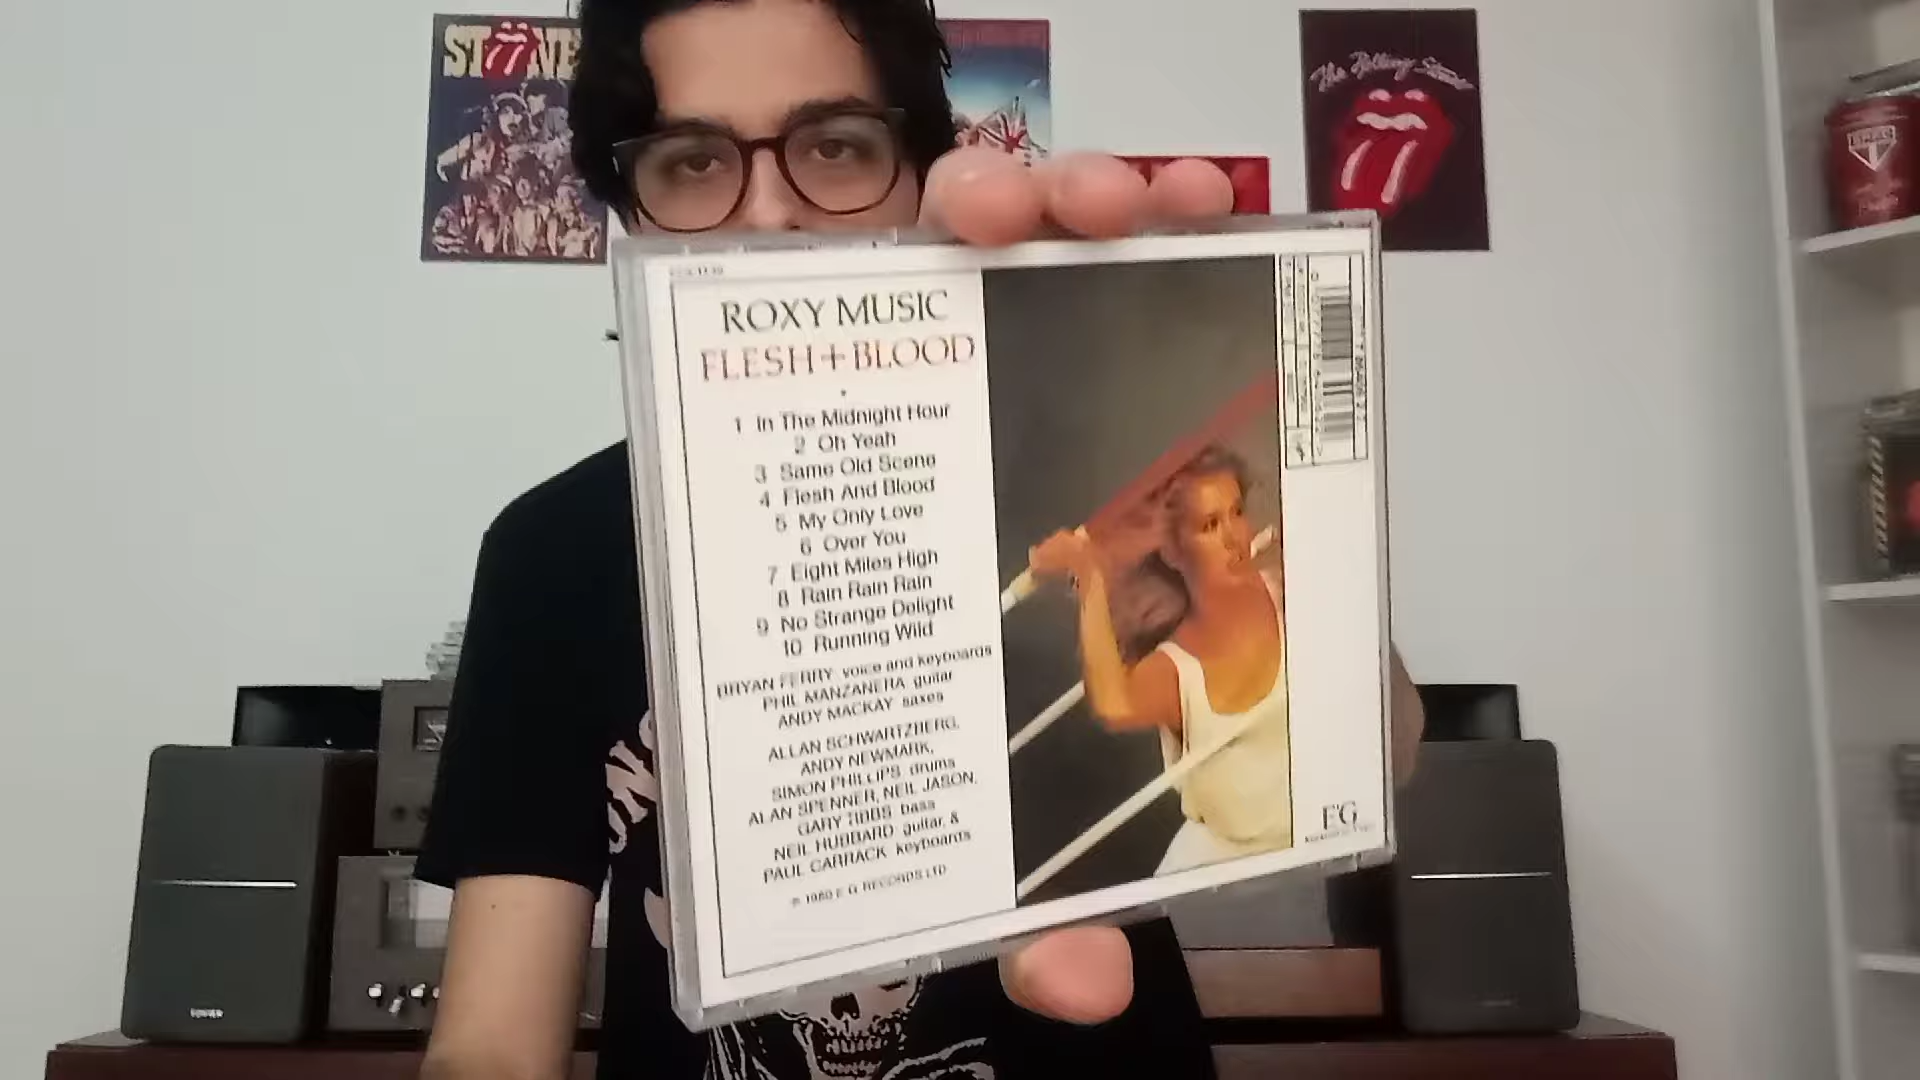 STONE
The Rolling Stones
ROXY MUSIC
FLESH+BLOOD
1 In The Midnight Hour
2 Oh Yeah
3 Same Old Scene
4 Flesh And Blood
5 My Only Love
6 Over You
7 Eight Miles High
8 Rain Rain Rain
9 No Strange Delight
10 Running Wild
BRYAN FERRY voice and keyboards
PHIL MANZANERA guitar
ANDY MACKAY saxes
ALLAN SCHWARTZBERG,
ANDY NEWMARK,
SIMON PHILLIPS drums
ALAN SPENNER, NEIL JASON,
GARY TIBBS bass
NEIL HUBBARD guitar, &
PAUL CARRACK keyboards
℗ 1980 E G RECORDS LTD
EG